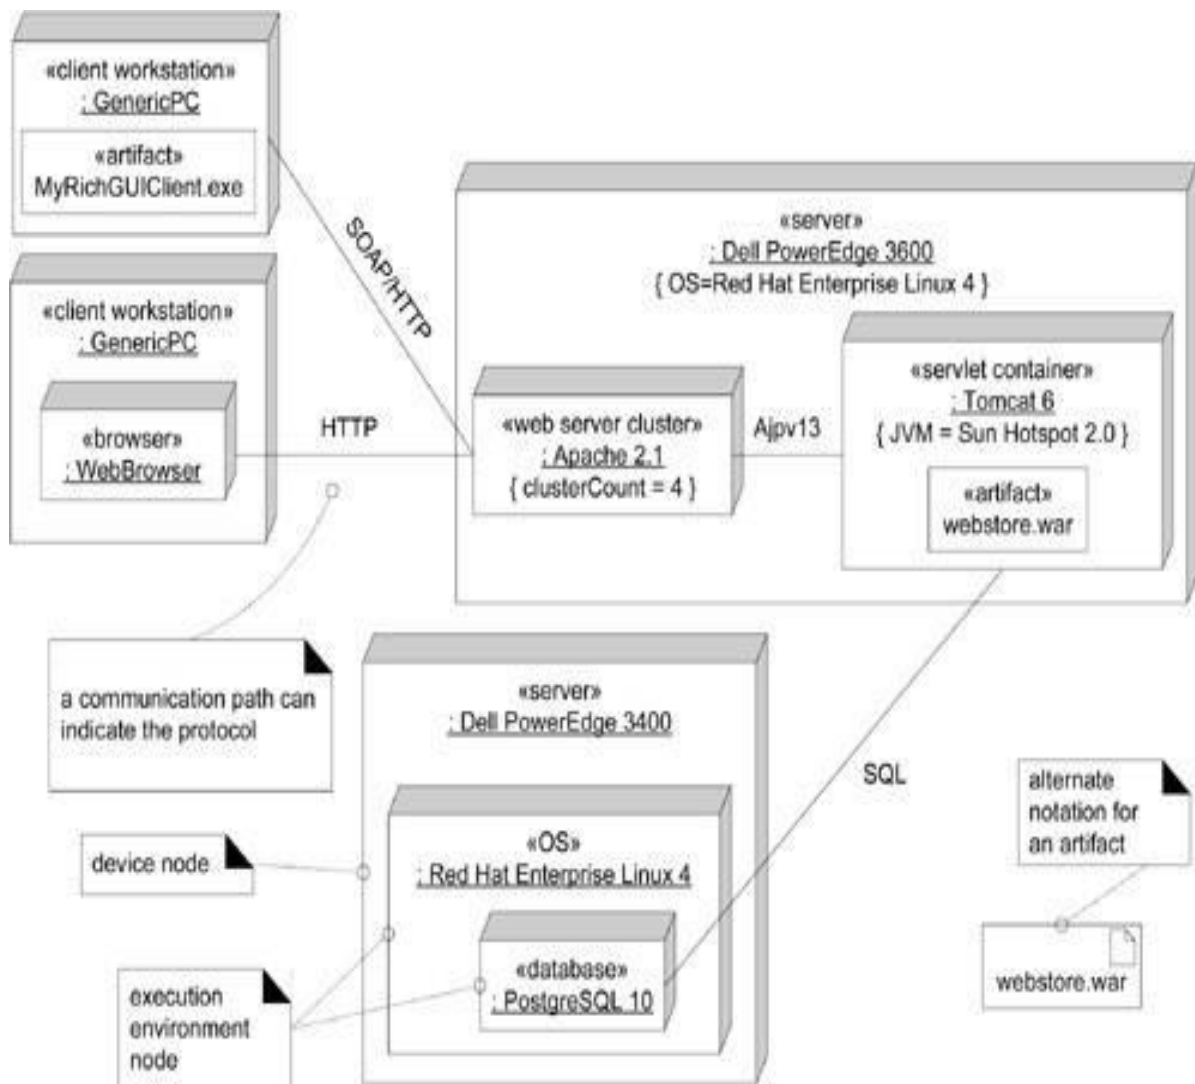 «client workstation»
: GenericPC
«artifact»
MyRichGUIClient.exe
SOAP/HTTP
«client workstation»
: GenericPC
«browser»
: WebBrowser
HTTP
«server»
: Dell PowerEdge 3600
{ OS=Red Hat Enterprise Linux 4 }
«web server cluster»
: Apache 2.1
{ clusterCount = 4 }
Ajpv13
«servlet container»
: Tomcat 6
{ JVM = Sun Hotspot 2.0 }
«artifact»
webstore.war
a communication path can
indicate the protocol
«server»
: Dell PowerEdge 3400
SQL
«OS»
: Red Hat Enterprise Linux 4
«database»
: PostgreSQL 10
device node
execution
environment
node
alternate
notation for
an artifact
webstore.war